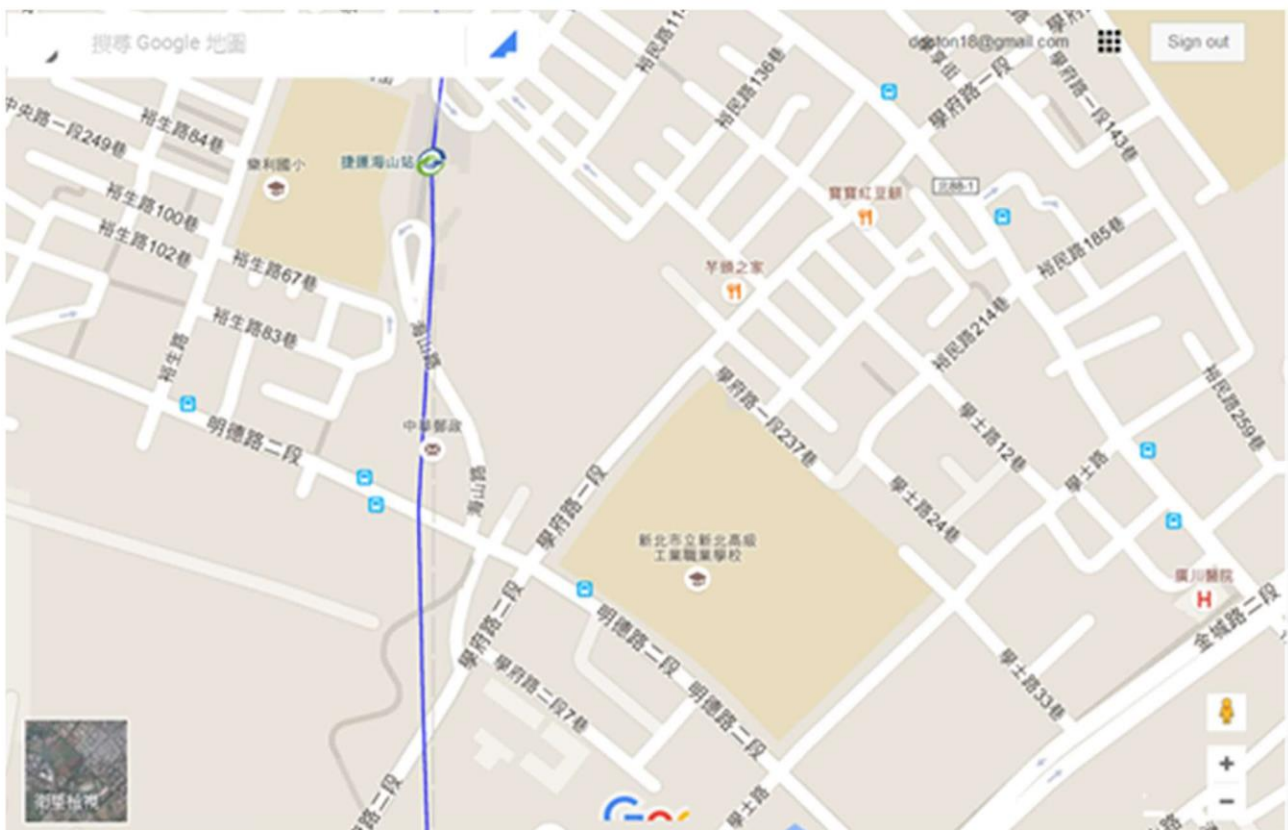 搜尋 Google 地圖
Sign out
裕民路136巷
學府路一段
學府路一段143巷
中央路一段249巷
裕生路84巷
樂利國小
捷運海山站
裕生路100巷
裕生路102巷
裕生路67巷
裕生路83巷
裕生路
海山路
寶寶紅豆餅
北88-1
芋頭之家
裕民路185巷
裕民路214巷
裕民路259巷
學府路一段237巷
學士路12巷
學士路
中華郵政
明德路二段
海山路
學府路一段
學士路24巷
新北市立新北高級
工業職業學校
廣川醫院
H
金城路二段
學府路二段
明德路二段
學士路33巷
學府路二段7巷
明德路二段
學士路